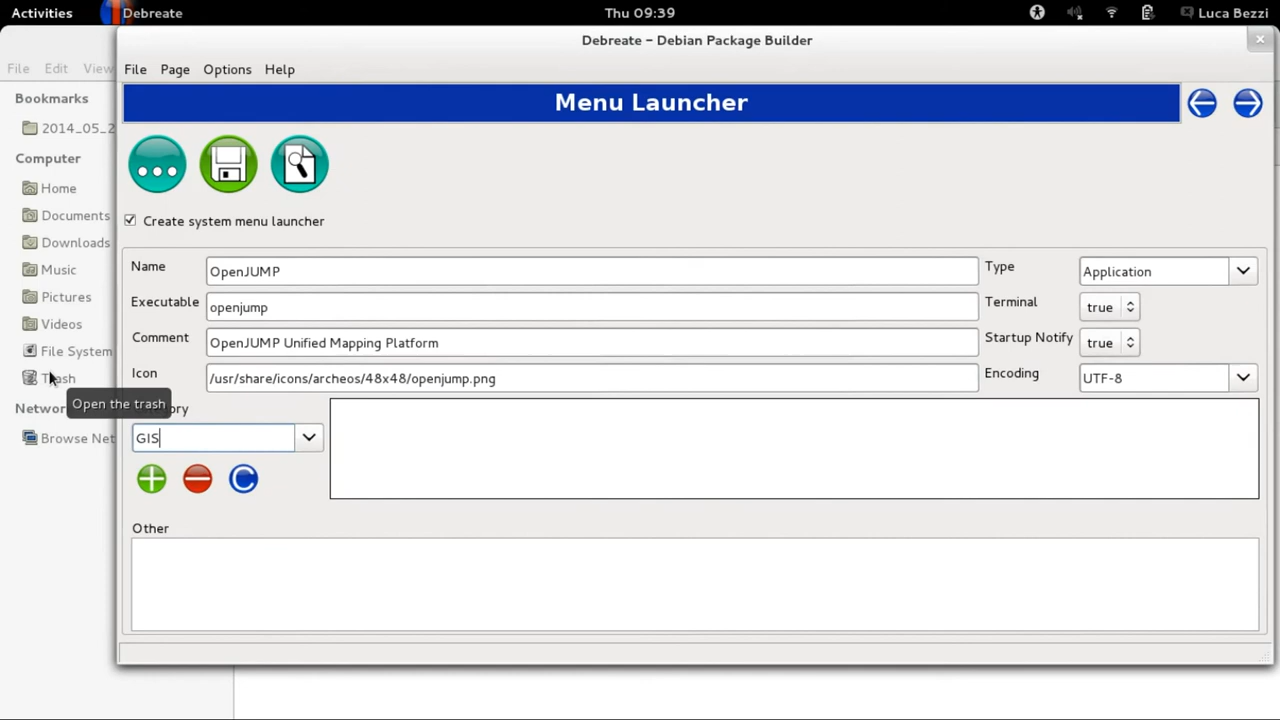 Activities Debreate Thu 09:39 Luca Bezzi
Debreate – Debian Package Builder
File Edit View
File Page Options Help
Bookmarks
2014_05_2
Computer
Home
Documents
Downloads
Music
Pictures
Videos
File System
Trash
Open the trash
Browse Net
Menu Launcher
Create system menu launcher
Name OpenJUMP Type Application
Executable openjump Terminal true
Comment OpenJUMP Unified Mapping Platform Startup Notify true
Icon /usr/share/icons/archeos/48x48/openjump.png Encoding UTF-8
GIS
Other